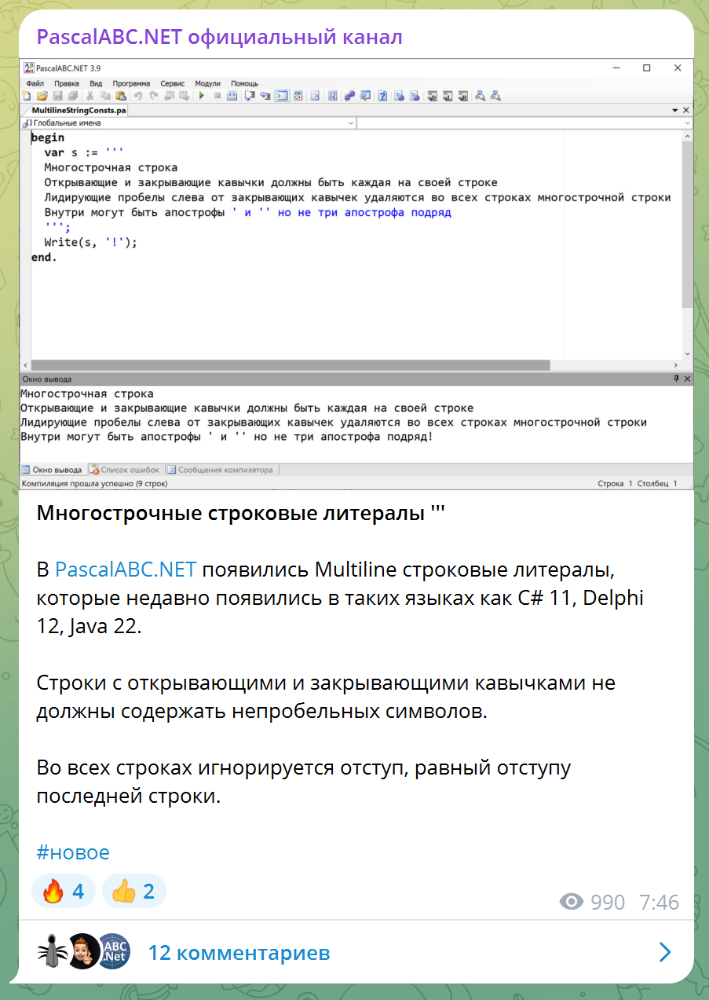 PascalABC.NET официальный канал
PascalABC.NET 3.9
Файл Правка Вид Программа Сервис Модули Помощь
MultilineStringConsts.pa
Глобальные имена
begin
var s := '''
Многострочная строка
Открывающие и закрывающие кавычки должны быть каждая на своей строке
Лидирующие пробелы слева от закрывающих кавычек удаляются во всех строках многострочной строки
Внутри могут быть апострофы ' и '' но не три апострофа подряд
''';
Write(s, '!');
end.
Окно вывода
Многострочная строка
Открывающие и закрывающие кавычки должны быть каждая на своей строке
Лидирующие пробелы слева от закрывающих кавычек удаляются во всех строках многострочной строки
Внутри могут быть апострофы ' и '' но не три апострофа подряд!
Окно вывода Список ошибок Сообщения компилятора
Компиляция прошла успешно (9 строк) Строка 1 Столбец 1
Многострочные строковые литералы '''
В PascalABC.NET появились Multiline строковые литералы,
которые недавно появились в таких языках как C# 11, Delphi
12, Java 22.
Строки с открывающими и закрывающими кавычками не
должны содержать непробельных символов.
Во всех строках игнорируется отступ, равный отступу
последней строки.
#новое
4 2
990 7:46
ABC
.Net
12 комментариев